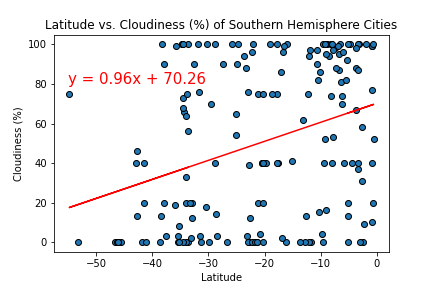 Latitude vs. Cloudiness (%) of Southern Hemisphere Cities
100
80
60
40
20
0
Cloudiness (%)
y = 0.96x + 70.26
−50 −40 −30 −20 −10 0
Latitude